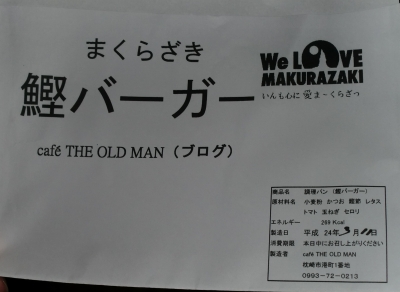 まくらざき
We LOVE
MAKURAZAKI
いんも心に 愛ま～くらざっ
鰹バーガー
café THE OLD MAN（ブログ）
商品名 調理パン（鰹バーガー）
原材料名 小麦粉 かつお 鰹節 レタス
トマト 玉ねぎ セロリ
エネルギー 269 Kcal
製造日 平成 24年 月 日
消費期限 本日中にお召し上がりください
製造者 café THE OLD MAN
枕崎市港町1番地
0993-72-0213